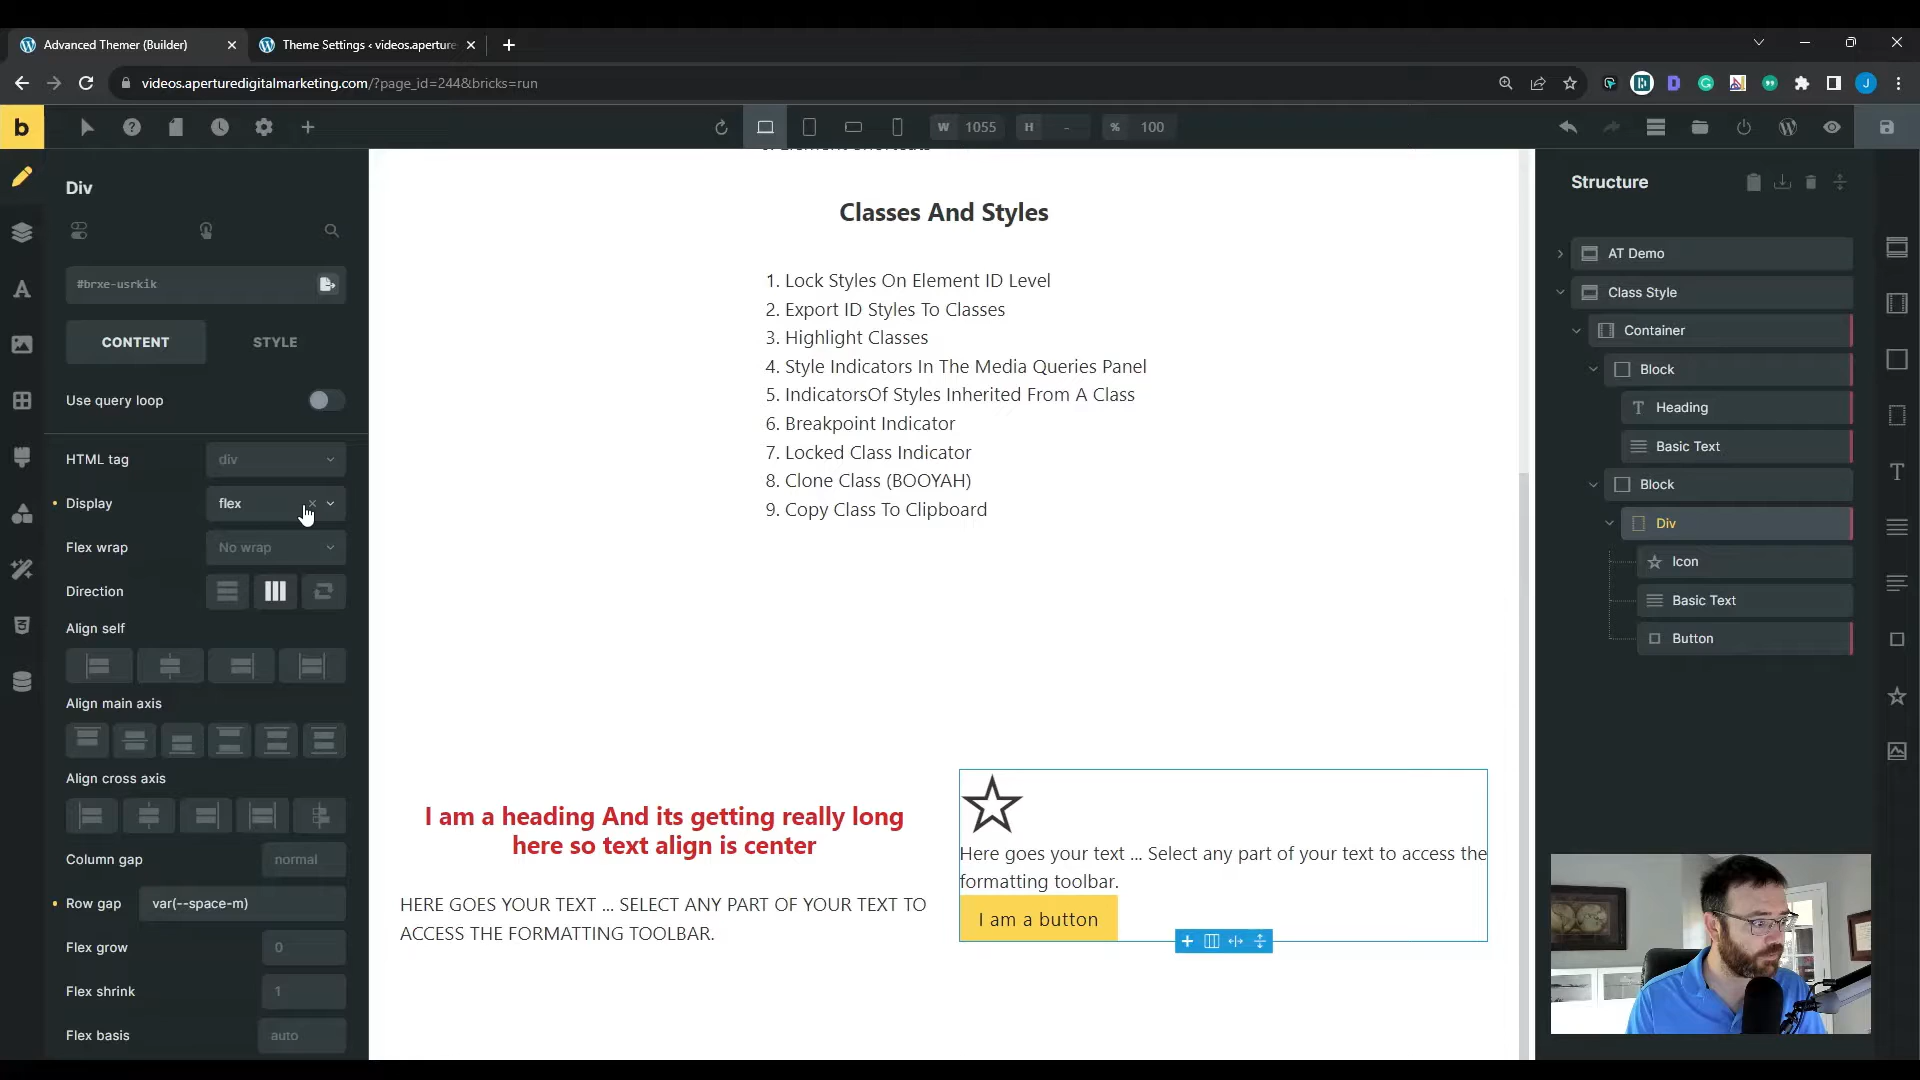 Advanced Themer (Builder)
Theme Settings ‹ videos.aperture
videos.aperturedigitalmarketing.com/?page_id=244&bricks=run
b
W 1055 H - % 100
Div
#brxe-usrkik
CONTENT STYLE
Use query loop
HTML tag div
Display flex
Flex wrap No wrap
Direction
Align self
Align main axis
Align cross axis
Column gap normal
Row gap var(--space-m)
Flex grow 0
Flex shrink 1
Flex basis auto
Classes And Styles
1. Lock Styles On Element ID Level
2. Export ID Styles To Classes
3. Highlight Classes
4. Style Indicators In The Media Queries Panel
5. IndicatorsOf Styles Inherited From A Class
6. Breakpoint Indicator
7. Locked Class Indicator
8. Clone Class (BOOYAH)
9. Copy Class To Clipboard
I am a heading And its getting really long
here so text align is center
HERE GOES YOUR TEXT ... SELECT ANY PART OF YOUR TEXT TO
ACCESS THE FORMATTING TOOLBAR.
Here goes your text ... Select any part of your text to access the
formatting toolbar.
I am a button
Structure
AT Demo
Class Style
Container
Block
Heading
Basic Text
Block
Div
Icon
Basic Text
Button